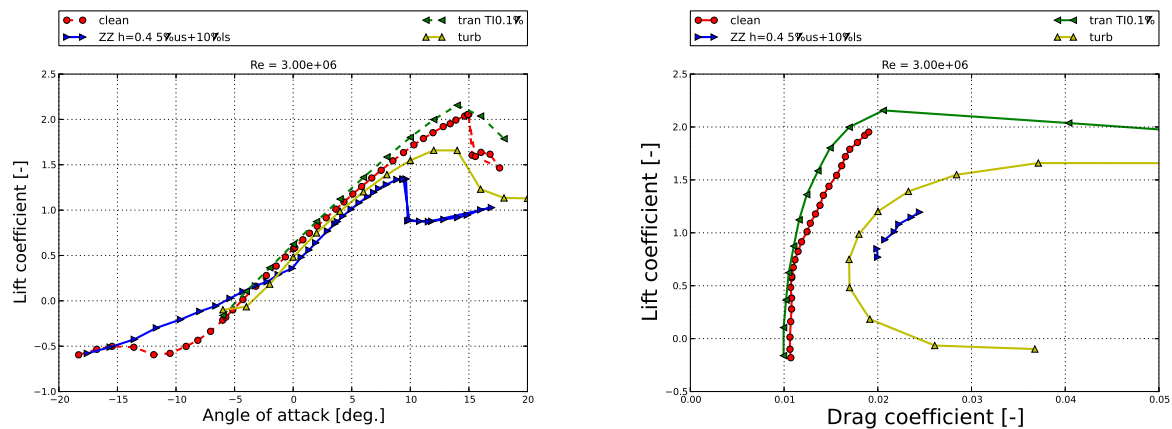 clean
tran TI0.1%
ZZ h=0.4 5%us+10%ls
turb
Re = 3.00e+06
2.5
2.0
1.5
1.0
0.5
0.0
−0.5
−1.0
−20
−15
−10
−5
0
5
10
15
20
Lift coefficient [-]
Angle of attack [deg.]
clean
tran TI0.1%
ZZ h=0.4 5%us+10%ls
turb
Re = 3.00e+06
2.5
2.0
1.5
1.0
0.5
0.0
−0.5
0.00
0.01
0.02
0.03
0.04
0.05
Lift coefficient [-]
Drag coefficient [-]